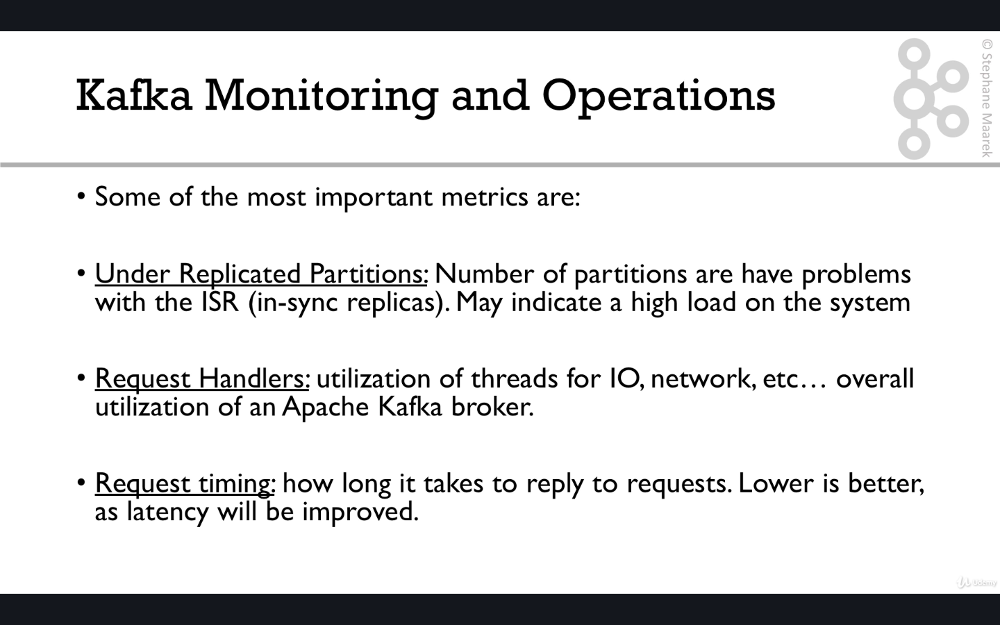 Kafka Monitoring and Operations
© Stephane Maarek
• Some of the most important metrics are:
• Under Replicated Partitions: Number of partitions are have problems
with the ISR (in-sync replicas). May indicate a high load on the system
• Request Handlers: utilization of threads for IO, network, etc… overall
utilization of an Apache Kafka broker.
• Request timing: how long it takes to reply to requests. Lower is better,
as latency will be improved.
Udemy